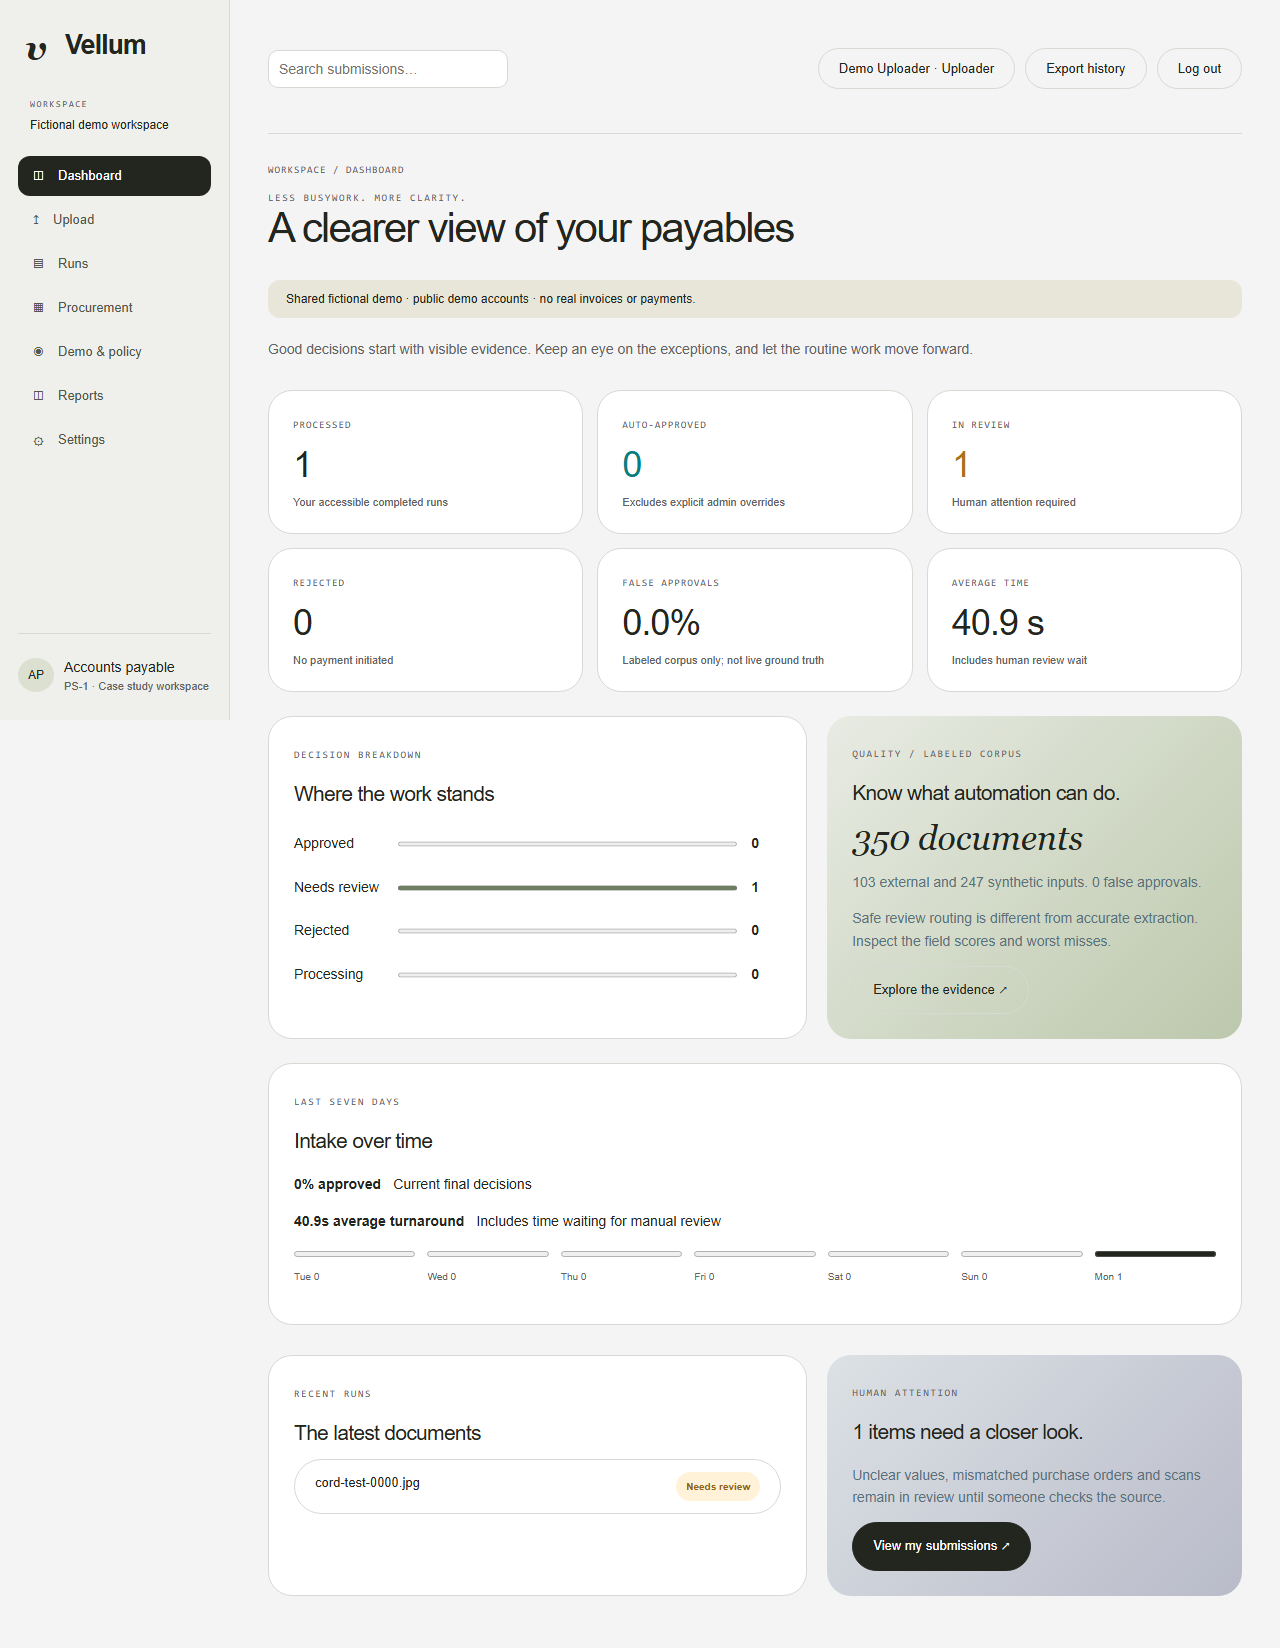 v Vellum
WORKSPACE
Fictional demo workspace
Dashboard
Upload
Runs
Procurement
Demo & policy
Reports
Settings
AP
Accounts payable
PS-1 · Case study workspace
Search submissions...
Demo Uploader · Uploader
Export history
Log out
WORKSPACE / DASHBOARD
LESS BUSYWORK. MORE CLARITY.
A clearer view of your payables
Shared fictional demo · public demo accounts · no real invoices or payments.
Good decisions start with visible evidence. Keep an eye on the exceptions, and let the routine work move forward.
PROCESSED
1
Your accessible completed runs
AUTO-APPROVED
0
Excludes explicit admin overrides
IN REVIEW
1
Human attention required
REJECTED
0
No payment initiated
FALSE APPROVALS
0.0%
Labeled corpus only; not live ground truth
AVERAGE TIME
40.9 s
Includes human review wait
DECISION BREAKDOWN
Where the work stands
Approved 0
Needs review 1
Rejected 0
Processing 0
QUALITY / LABELED CORPUS
Know what automation can do.
350 documents
103 external and 247 synthetic inputs. 0 false approvals.
Safe review routing is different from accurate extraction.
Inspect the field scores and worst misses.
Explore the evidence ↗
LAST SEVEN DAYS
Intake over time
0% approved Current final decisions
40.9s average turnaround Includes time waiting for manual review
Tue 0 Wed 0 Thu 0 Fri 0 Sat 0 Sun 0 Mon 1
RECENT RUNS
The latest documents
cord-test-0000.jpg
Needs review
HUMAN ATTENTION
1 items need a closer look.
Unclear values, mismatched purchase orders and scans
remain in review until someone checks the source.
View my submissions ↗